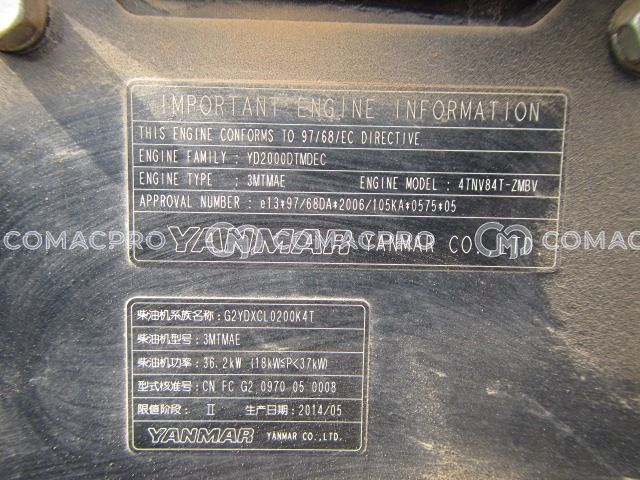 IMPORTANT ENGINE INFORMATION
THIS ENGINE CONFORMS TO 97/68/EC DIRECTIVE.
ENGINE FAMILY : YD2000DTMDEC
ENGINE TYPE : 3MTMAE ENGINE MODEL : 4TNV84T-ZMBV
APPROVAL NUMBER : e13*97/68DA*2006/105KA*0575*05
COMACPRO COMACPRO COMACPRO COMACPRO
YANMAR YANMAR CO., LTD
柴油机系族名称:G2YDXCL0200K4T
柴油机型号:3MTMAE
柴油机功率:36.2kW (18kW≤P<37kW)
型式核准号:CN FC G2 0970 05 0008
限值阶段: II 生产日期:2014/05
YANMAR YANMAR CO.,LTD.